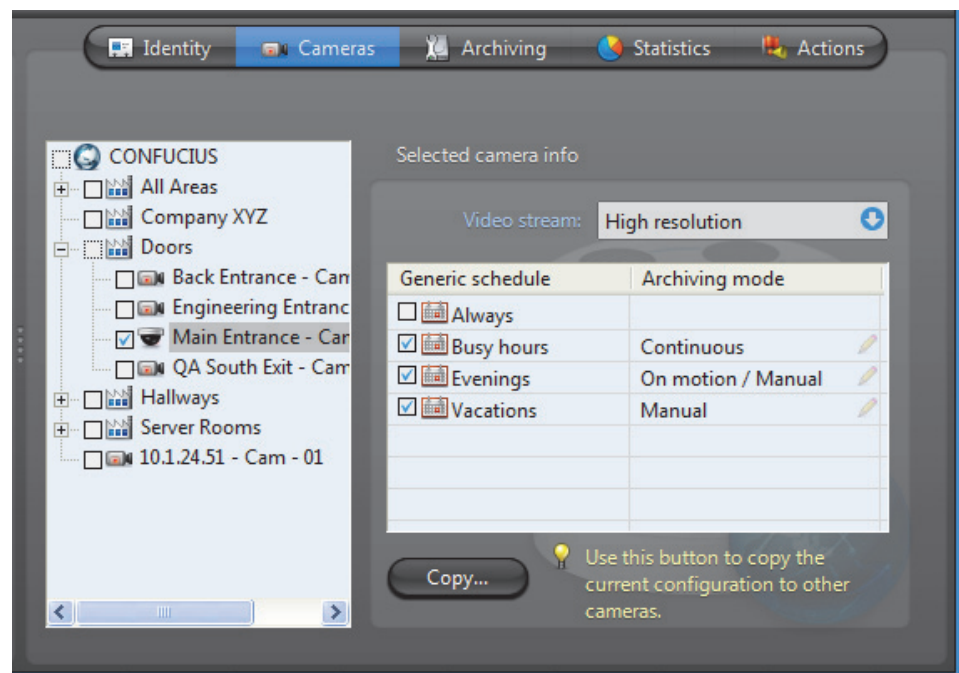 Identity Cameras Archiving Statistics Actions
CONFUCIUS
All Areas
Company XYZ
Doors
Back Entrance - Cam
Engineering Entranc
Main Entrance - Car
QA South Exit - Cam
Hallways
Server Rooms
10.1.24.51 - Cam - 01
Selected camera info
Video stream: High resolution
Generic schedule Archiving mode
Always
Busy hours Continuous
Evenings On motion / Manual
Vacations Manual
Copy...
Use this button to copy the
current configuration to other
cameras.